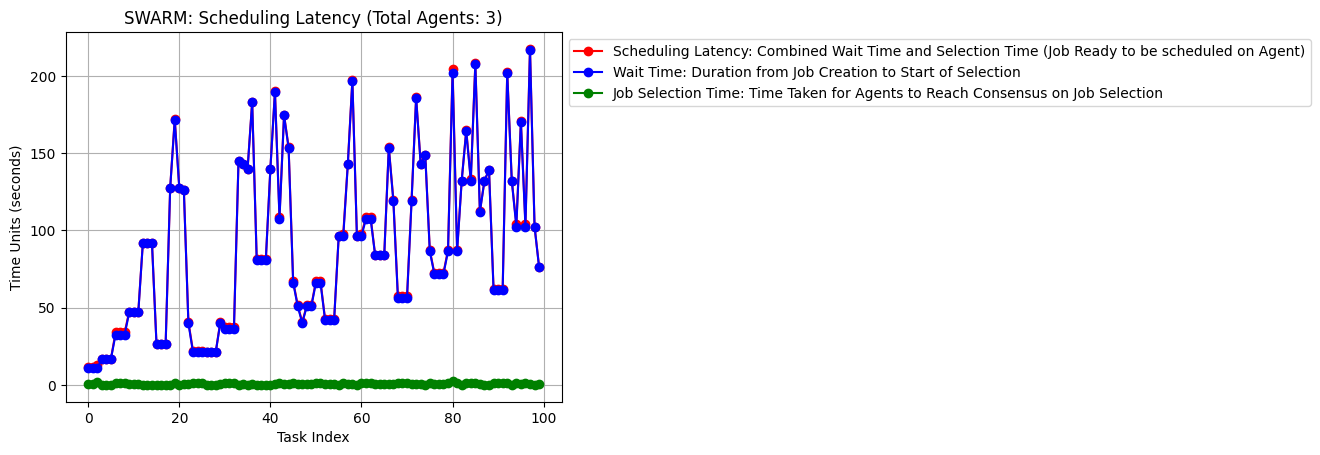 SWARM: Scheduling Latency (Total Agents: 3)
Scheduling Latency: Combined Wait Time and Selection Time (Job Ready to be scheduled on Agent)
Wait Time: Duration from Job Creation to Start of Selection
Job Selection Time: Time Taken for Agents to Reach Consensus on Job Selection
Time Units (seconds)
200
150
100
50
0
0 20 40 60 80 100
Task Index